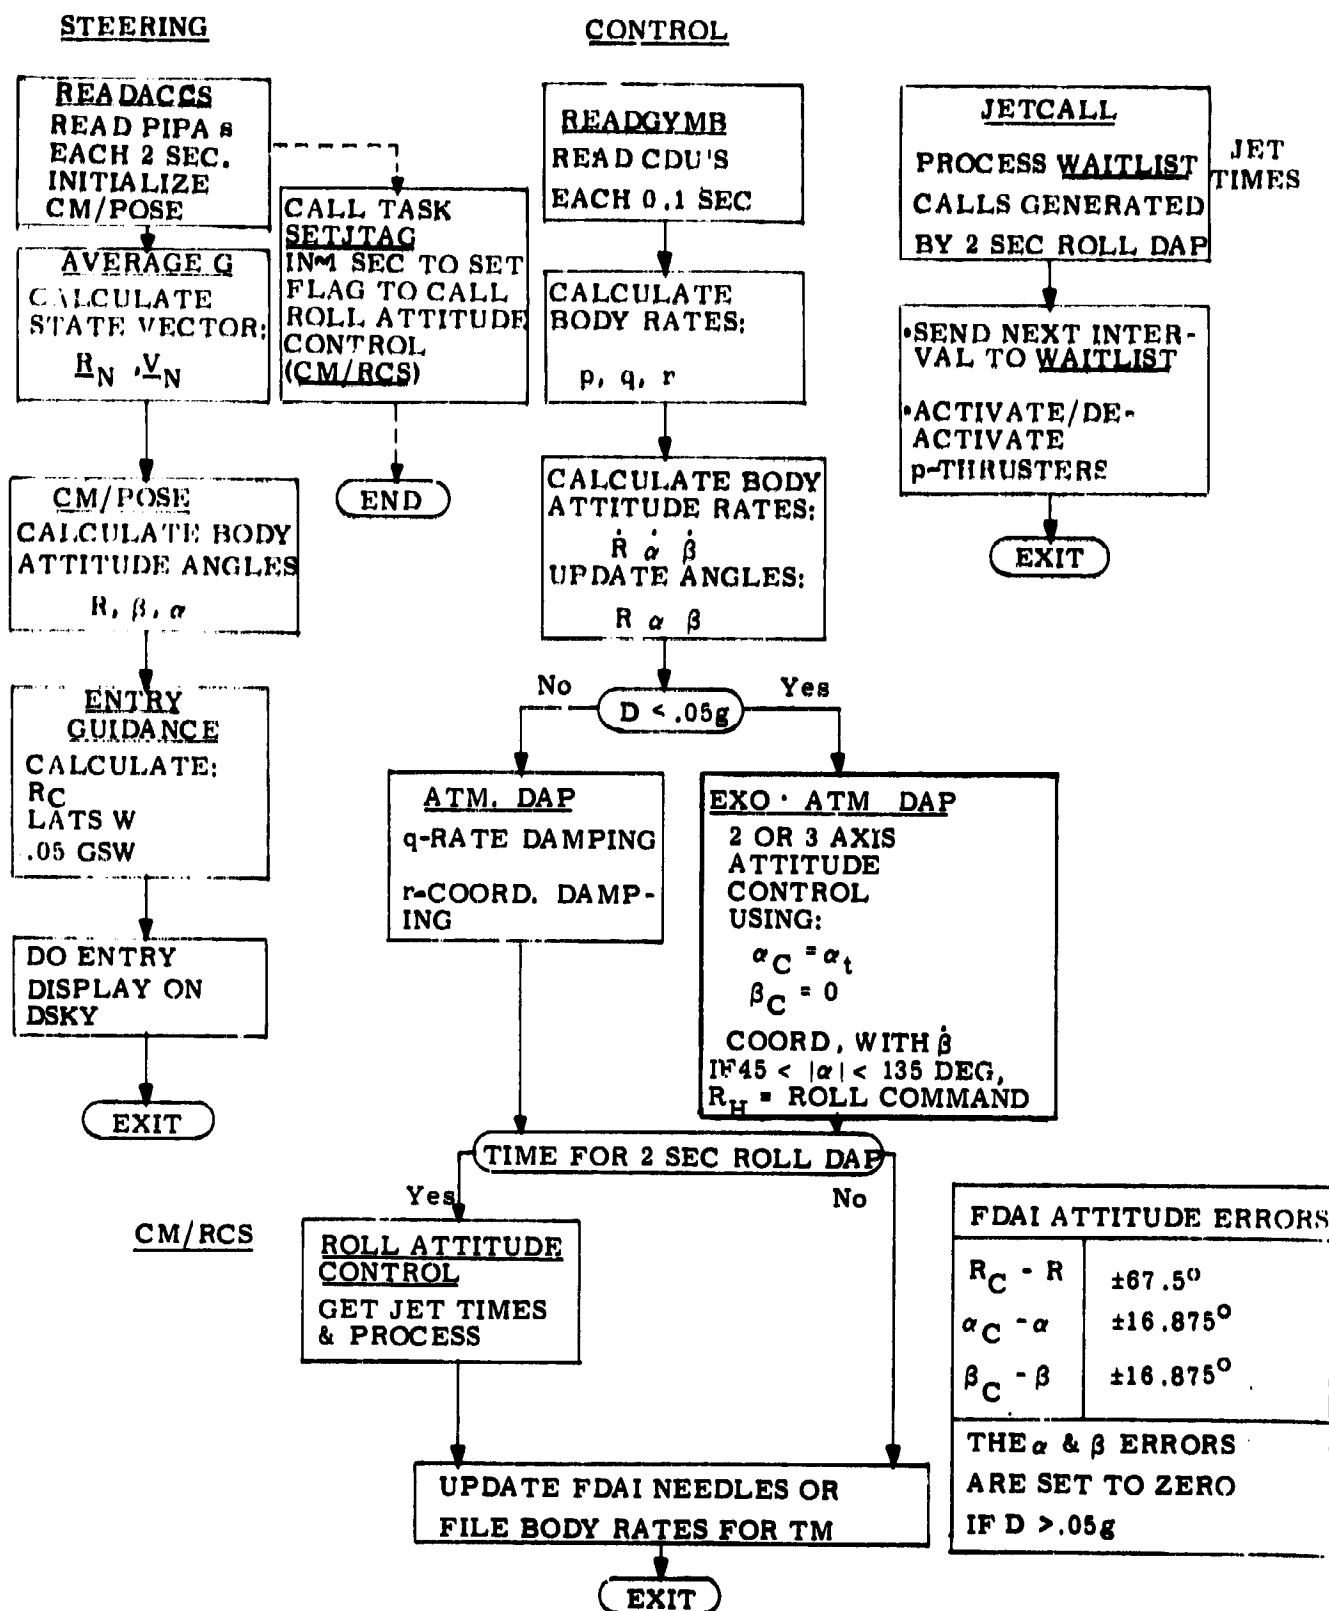 STEERING
READACCS
READ PIPA s
EACH 2 SEC.
INITIALIZE
CM/POSE
AVERAGE G
CALCULATE
STATE VECTOR:
R_N , V_N
CM/POSE
CALCULATE BODY
ATTITUDE ANGLES
R, β, α
ENTRY
GUIDANCE
CALCULATE:
R_C
LATS W
.05 GSW
DO ENTRY
DISPLAY ON
DSKY
EXIT
CALL TASK
SETJTAG
IN~1 SEC TO SET
FLAG TO CALL
ROLL ATTITUDE
CONTROL
(CM/RCS)
END
CONTROL
READGYMB
READ CDU'S
EACH 0.1 SEC
CALCULATE
BODY RATES:
p, q, r
CALCULATE BODY
ATTITUDE RATES:
Ṙ α̇ β̇
UPDATE ANGLES:
R α β
No
D < .05g
Yes
ATM. DAP
q-RATE DAMPING
r-COORD. DAMP-
ING
EXO · ATM DAP
2 OR 3 AXIS
ATTITUDE
CONTROL
USING:
α_C = α_t
β_C = 0
COORD, WITH β̇
IF 45 < |α| < 135 DEG,
R_H = ROLL COMMAND
TIME FOR 2 SEC ROLL DAP
Yes
No
CM/RCS
ROLL ATTITUDE
CONTROL
GET JET TIMES
& PROCESS
UPDATE FDAI NEEDLES OR
FILE BODY RATES FOR TM
EXIT
JETCALL
PROCESS WAITLIST
CALLS GENERATED
BY 2 SEC ROLL DAP
JET
TIMES
•SEND NEXT INTER-
VAL TO WAITLIST
•ACTIVATE/DE-
ACTIVATE
p-THRUSTERS
EXIT
FDAI ATTITUDE ERRORS
R_C - R ±67.5°
α_C - α ±16.875°
β_C - β ±16.875°
THE α & β ERRORS
ARE SET TO ZERO
IF D >.05g